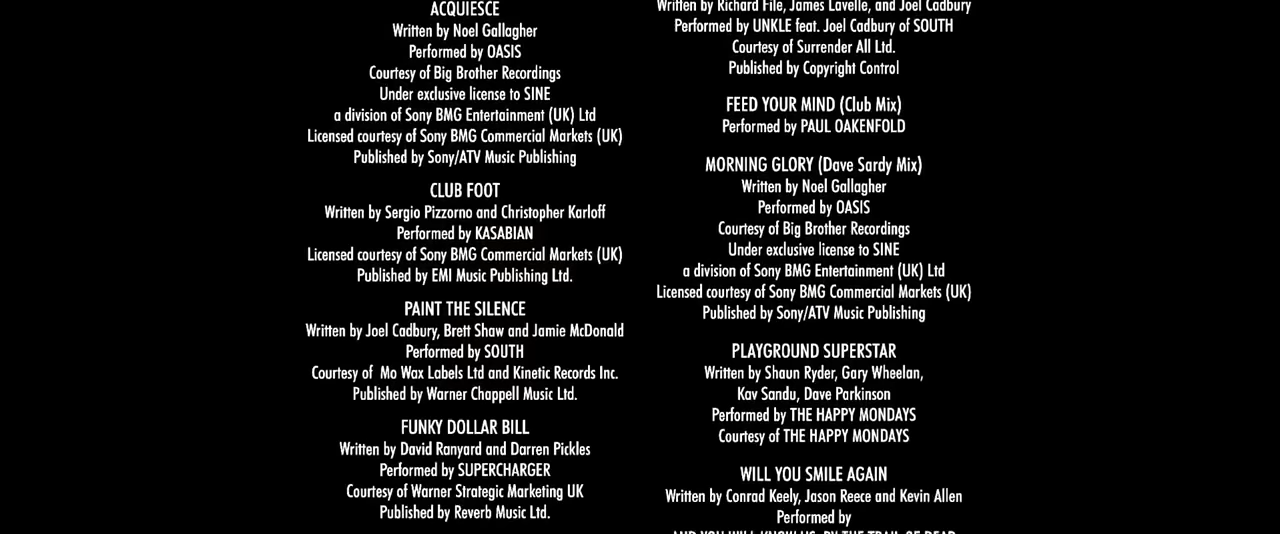 ACQUIESCE
Written by Noel Gallagher
Performed by OASIS
Courtesy of Big Brother Recordings
Under exclusive license to SINE
a division of Sony BMG Entertainment (UK) Ltd
Licensed courtesy of Sony BMG Commercial Markets (UK)
Published by Sony/ATV Music Publishing
CLUB FOOT
Written by Sergio Pizzorno and Christopher Karloff
Performed by KASABIAN
Licensed courtesy of Sony BMG Commercial Markets (UK)
Published by EMI Music Publishing Ltd.
PAINT THE SILENCE
Written by Joel Cadbury, Brett Shaw and Jamie McDonald
Performed by SOUTH
Courtesy of Mo Wax Labels Ltd and Kinetic Records Inc.
Published by Warner Chappell Music Ltd.
FUNKY DOLLAR BILL
Written by David Ranyard and Darren Pickles
Performed by SUPERCHARGER
Courtesy of Warner Strategic Marketing UK
Published by Reverb Music Ltd.
Written by Richard File, James Lavelle, and Joel Cadbury
Performed by UNKLE feat. Joel Cadbury of SOUTH
Courtesy of Surrender All Ltd.
Published by Copyright Control
FEED YOUR MIND (Club Mix)
Performed by PAUL OAKENFOLD
MORNING GLORY (Dave Sardy Mix)
Written by Noel Gallagher
Performed by OASIS
Courtesy of Big Brother Recordings
Under exclusive license to SINE
a division of Sony BMG Entertainment (UK) Ltd
Licensed courtesy of Sony BMG Commercial Markets (UK)
Published by Sony/ATV Music Publishing
PLAYGROUND SUPERSTAR
Written by Shaun Ryder, Gary Wheelan,
Kav Sandu, Dave Parkinson
Performed by THE HAPPY MONDAYS
Courtesy of THE HAPPY MONDAYS
WILL YOU SMILE AGAIN
Written by Conrad Keely, Jason Reece and Kevin Allen
Performed by
AND YOU WILL KNOW US BY THE TRAIL OF DEAD